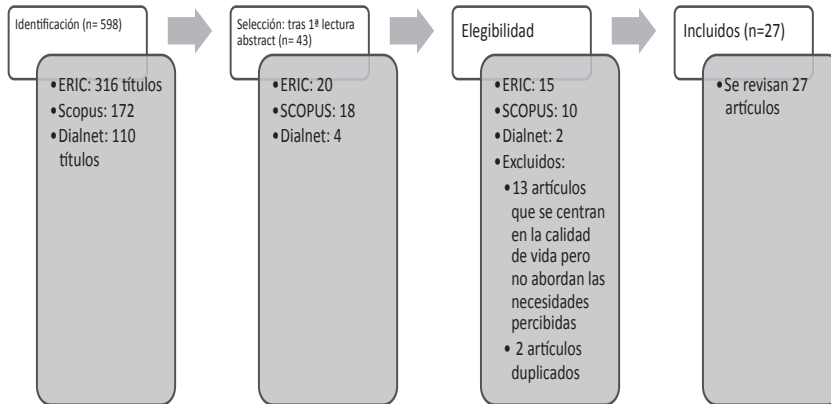 Identificación (n= 598)
•ERIC: 316 títulos
•Scopus: 172
•Dialnet: 110
títulos
Selección: tras 1ª lectura
abstract (n= 43)
•ERIC: 20
•SCOPUS: 18
•Dialnet: 4
Elegibilidad
•ERIC: 15
•SCOPUS: 10
•Dialnet: 2
•Excluidos:
•13 artículos
que se centran
en la calidad
de vida pero
no abordan las
necesidades
percibidas
• 2 artículos
duplicados
Incluidos (n=27)
•Se revisan 27
artículos